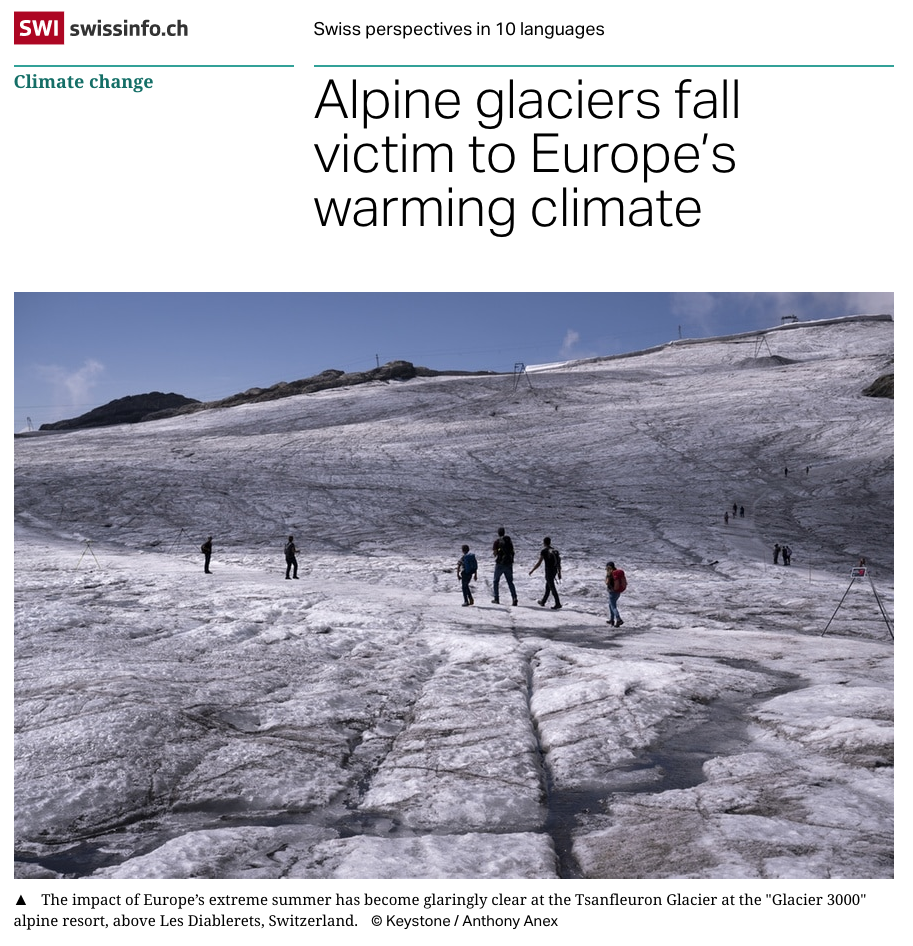 SWI swissinfo.ch
Swiss perspectives in 10 languages
Climate change
Alpine glaciers fall
victim to Europe’s
warming climate
▲ The impact of Europe’s extreme summer has become glaringly clear at the Tsanfleuron Glacier at the "Glacier 3000"
alpine resort, above Les Diablerets, Switzerland. © Keystone / Anthony Anex